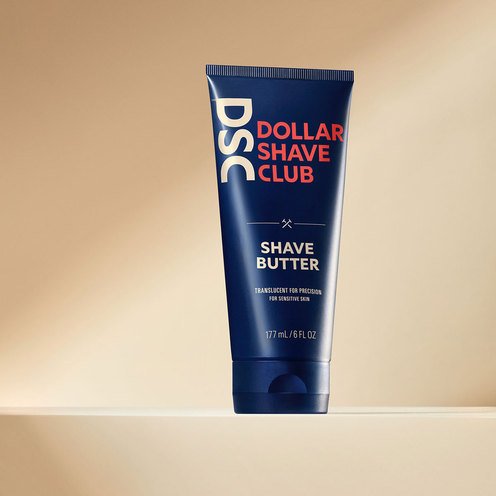 DSC
DOLLAR
SHAVE
CLUB
SHAVE
BUTTER
TRANSLUCENT FOR PRECISION
FOR SENSITIVE SKIN
177 mL / 6 FL OZ